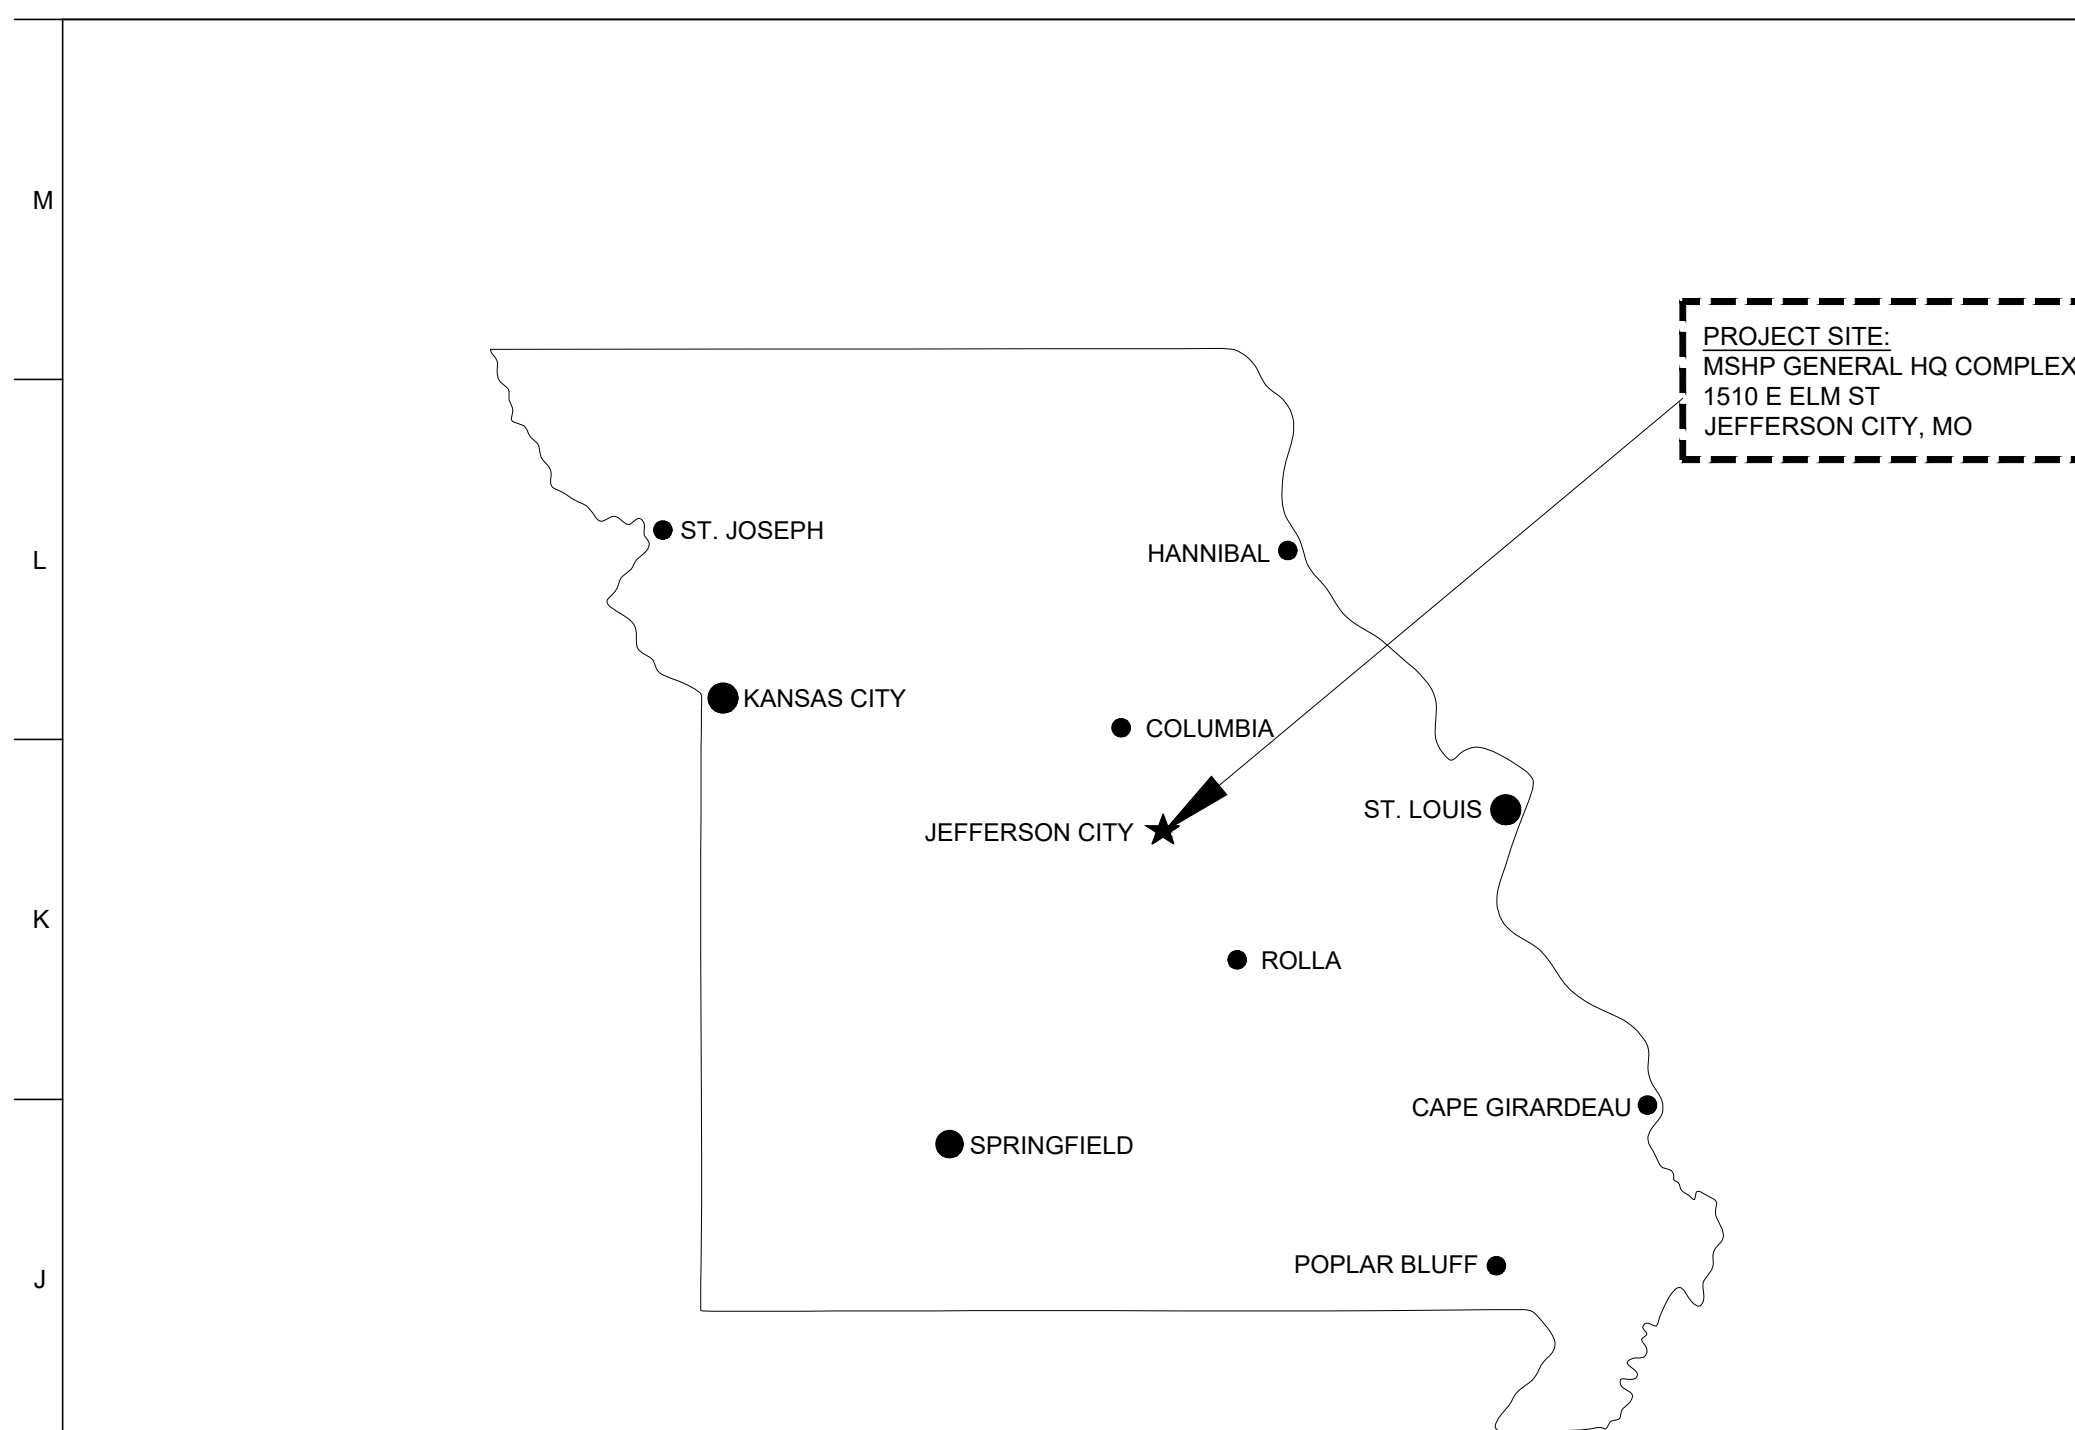 M
PROJECT SITE:
MSHP GENERAL HQ COMPLEX
1510 E ELM ST
JEFFERSON CITY, MO
L
ST. JOSEPH
HANNIBAL
KANSAS CITY
COLUMBIA
ST. LOUIS
JEFFERSON CITY
K
ROLLA
CAPE GIRARDEAU
SPRINGFIELD
POPLAR BLUFF
J